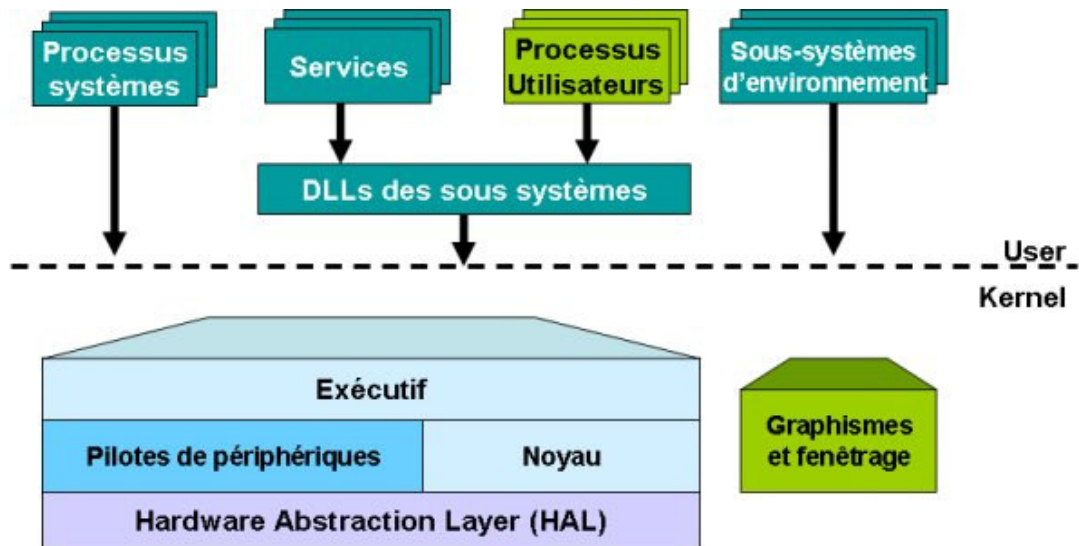 Processus
systèmes
Services
Processus
Utilisateurs
Sous-systèmes
d'environnement
DLLs des sous systèmes
User
Kernel
Exécutif
Pilotes de périphériques
Noyau
Graphismes
et fenêtrage
Hardware Abstraction Layer (HAL)